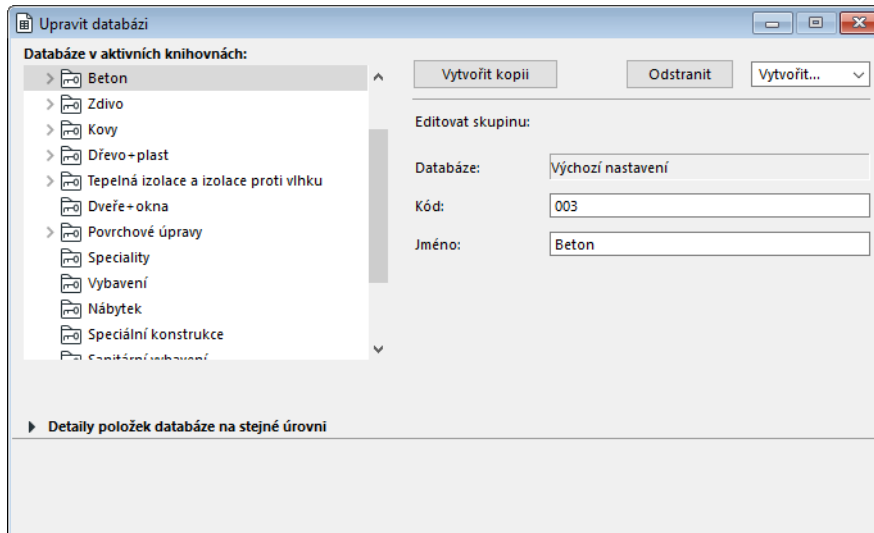 Upravit databázi
Databáze v aktivních knihovnách:
Beton
Zdivo
Kovy
Dřevo+plast
Tepelná izolace a izolace proti vlhku
Dveře+okna
Povrchové úpravy
Speciality
Vybavení
Nábytek
Speciální konstrukce
Sanitární vybavení
Vytvořit kopii
Odstranit
Vytvořit...
Editovat skupinu:
Databáze: Výchozí nastavení
Kód: 003
Jméno: Beton
Detaily položek databáze na stejné úrovni